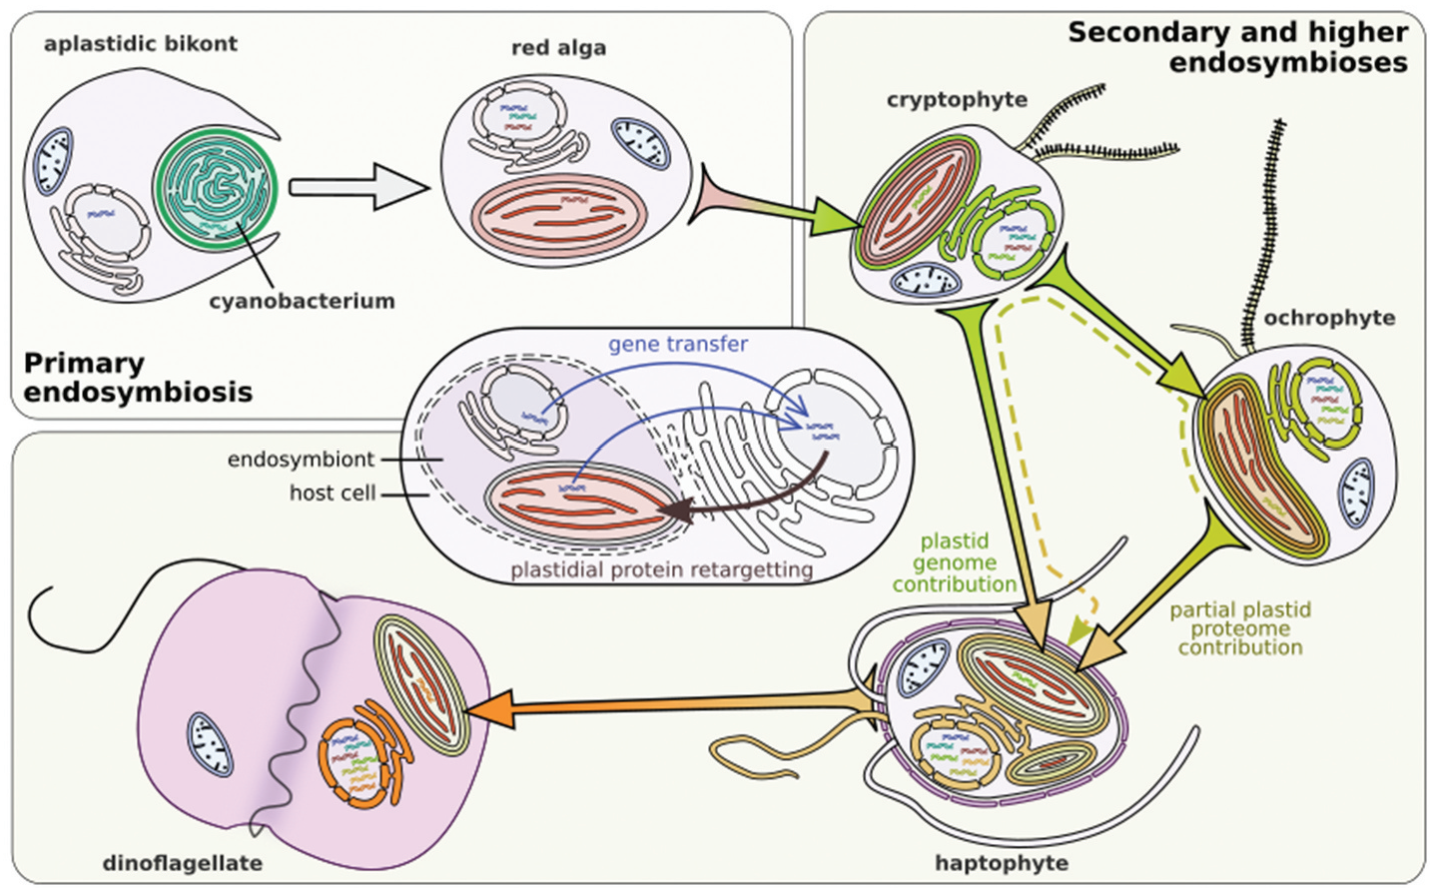 aplastidic bikont
red alga
cyanobacterium
Primary
endosymbiosis
Secondary and higher
endosymbioses
cryptophyte
ochrophyte
gene transfer
endosymbiont
host cell
plastidial protein retargetting
plastid
genome
contribution
partial plastid
proteome
contribution
dinoflagellate
haptophyte